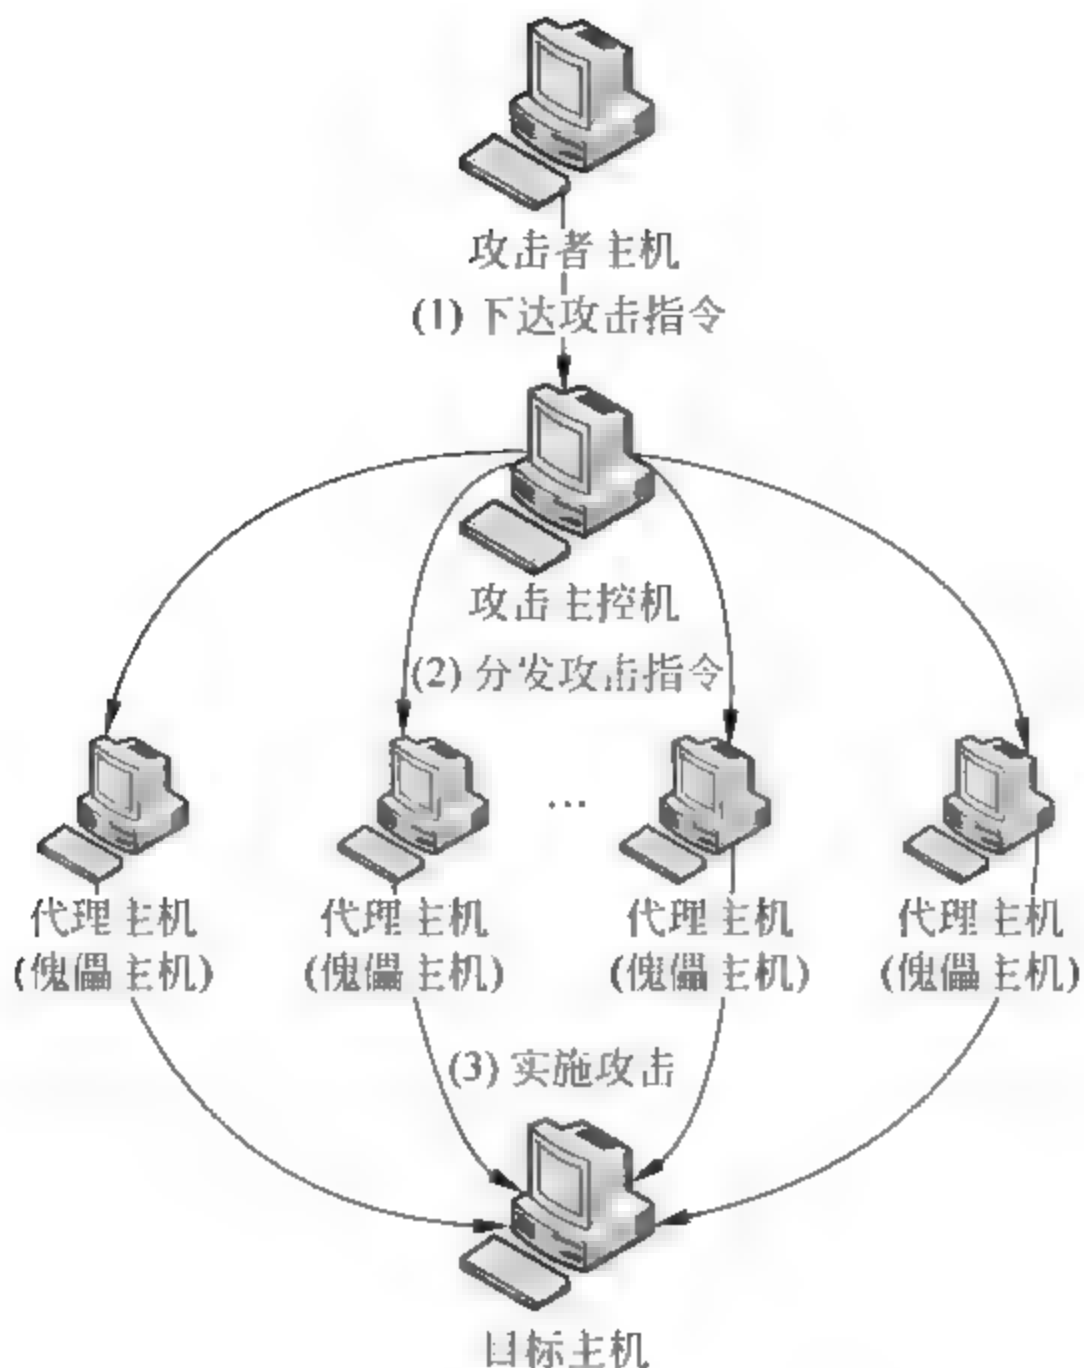 攻击者主机
(1) 下达攻击指令
攻击主控机
(2) 分发攻击指令
...
代理主机
(傀儡主机)
代理主机
(傀儡主机)
代理主机
(傀儡主机)
代理主机
(傀儡主机)
(3) 实施攻击
目标主机